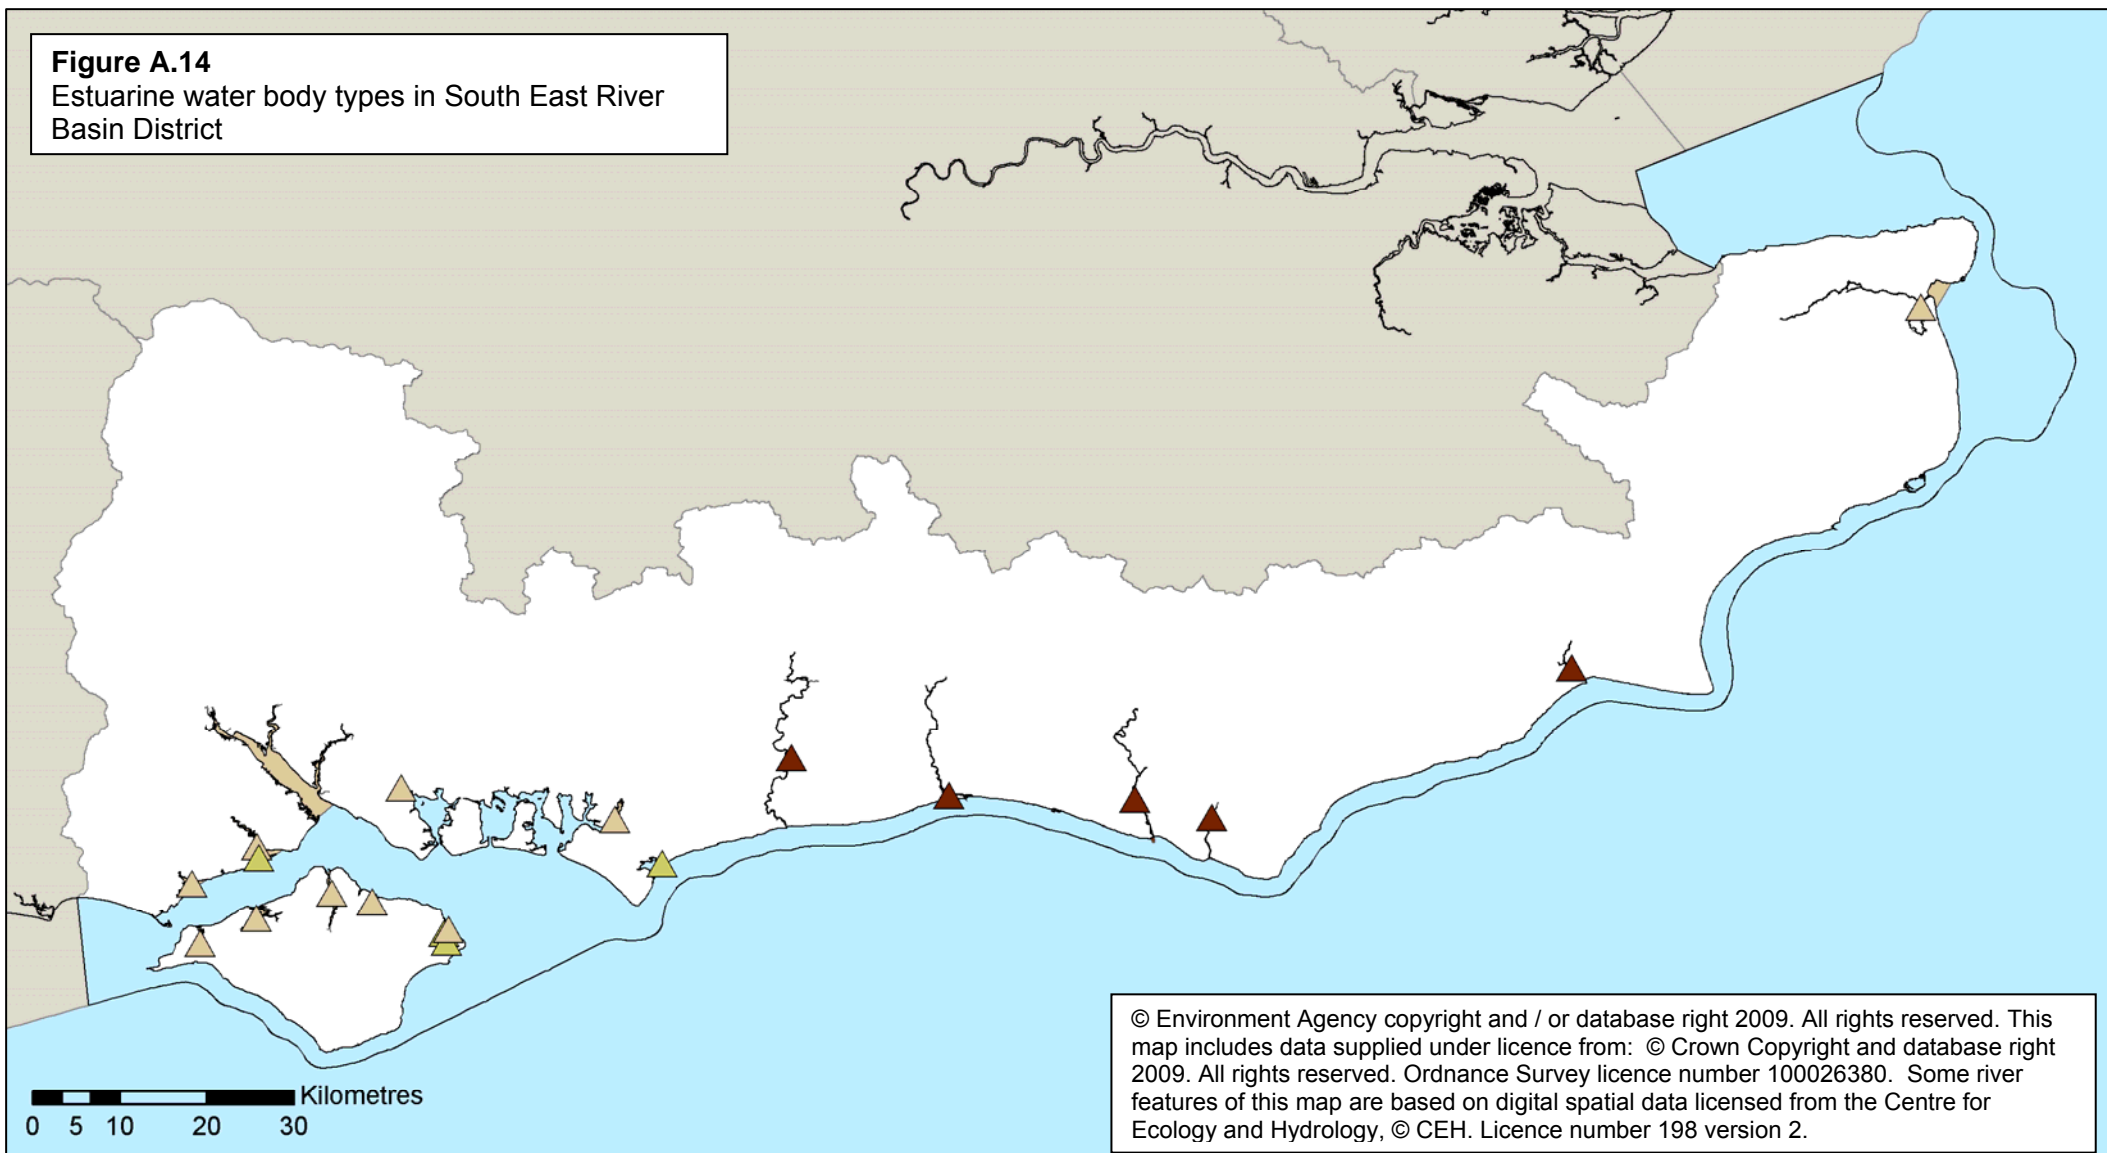 Figure A.14
Estuarine water body types in South East River
Basin District
Kilometres
0 5 10 20 30
© Environment Agency copyright and / or database right 2009. All rights reserved. This
map includes data supplied under licence from: © Crown Copyright and database right
2009. All rights reserved. Ordnance Survey licence number 100026380. Some river
features of this map are based on digital spatial data licensed from the Centre for
Ecology and Hydrology, © CEH. Licence number 198 version 2.